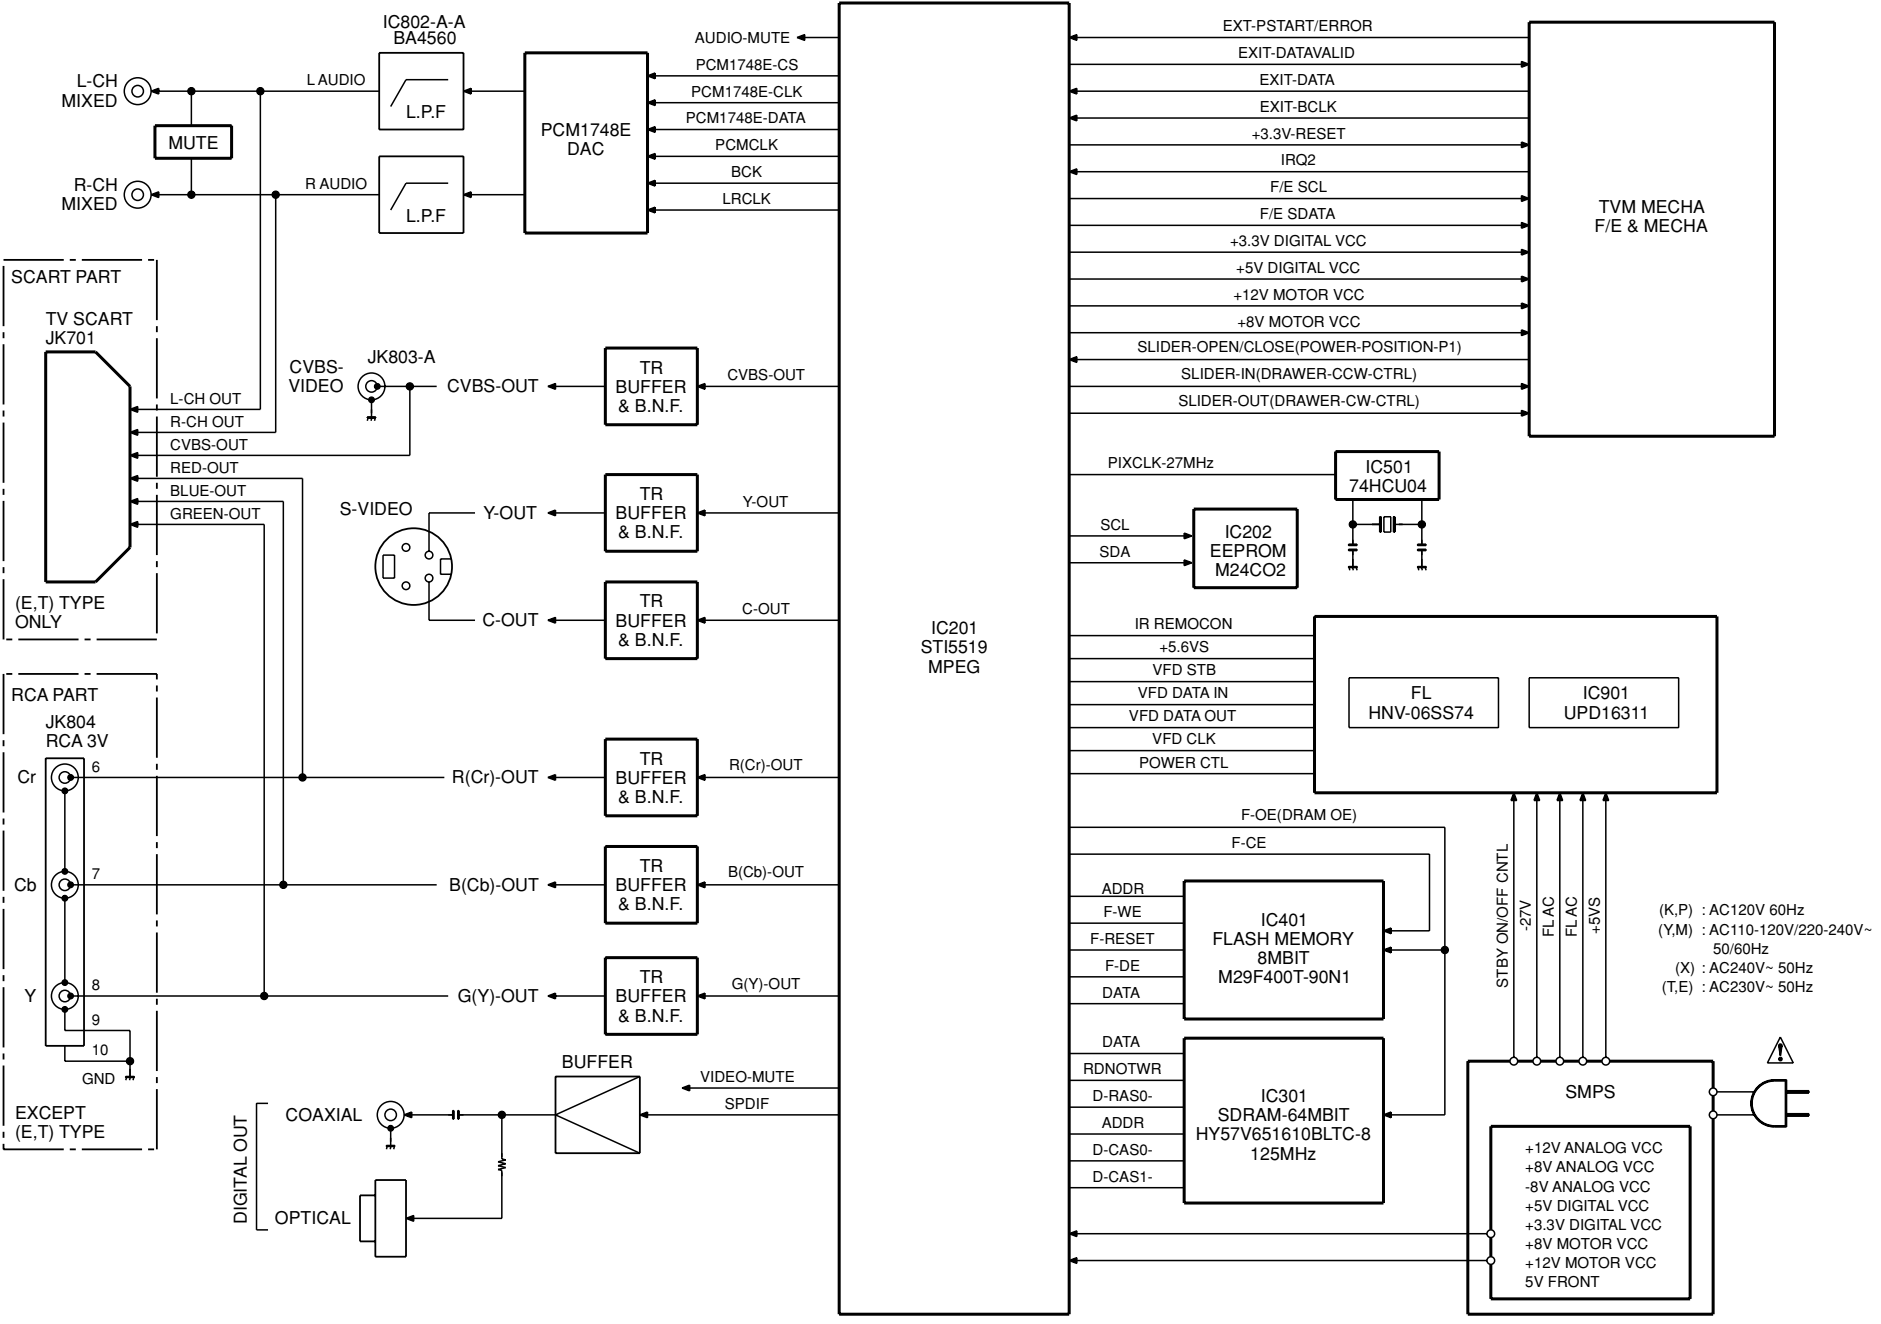 IC802-A-A
BA4560
L-CH
MIXED
L AUDIO
L.P.F
MUTE
R-CH
MIXED
R AUDIO
L.P.F
PCM1748E
DAC
AUDIO-MUTE
PCM1748E-CS
PCM1748E-CLK
PCM1748E-DATA
PCMCLK
BCK
LRCLK
SCART PART
TV SCART
JK701
L-CH OUT
R-CH OUT
CVBS-OUT
RED-OUT
BLUE-OUT
GREEN-OUT
(E,T) TYPE
ONLY
CVBS-
VIDEO
JK803-A
CVBS-OUT
TR
BUFFER
& B.N.F.
CVBS-OUT
S-VIDEO
Y-OUT
TR
BUFFER
& B.N.F.
Y-OUT
C-OUT
TR
BUFFER
& B.N.F.
C-OUT
RCA PART
JK804
RCA 3V
Cr
6
R(Cr)-OUT
TR
BUFFER
& B.N.F.
R(Cr)-OUT
Cb
7
B(Cb)-OUT
TR
BUFFER
& B.N.F.
B(Cb)-OUT
Y
8
G(Y)-OUT
TR
BUFFER
& B.N.F.
G(Y)-OUT
9
10
GND
EXCEPT
(E,T) TYPE
BUFFER
VIDEO-MUTE
SPDIF
DIGITAL OUT
COAXIAL
OPTICAL
IC201
STI5519
MPEG
EXT-PSTART/ERROR
EXIT-DATAVALID
EXIT-DATA
EXIT-BCLK
+3.3V-RESET
IRQ2
F/E SCL
F/E SDATA
+3.3V DIGITAL VCC
+5V DIGITAL VCC
+12V MOTOR VCC
+8V MOTOR VCC
SLIDER-OPEN/CLOSE(POWER-POSITION-P1)
SLIDER-IN(DRAWER-CCW-CTRL)
SLIDER-OUT(DRAWER-CW-CTRL)
TVM MECHA
F/E & MECHA
PIXCLK-27MHz
IC501
74HCU04
SCL
SDA
IC202
EEPROM
M24CO2
IR REMOCON
+5.6VS
VFD STB
VFD DATA IN
VFD DATA OUT
VFD CLK
POWER CTL
FL
HNV-06SS74
IC901
UPD16311
F-OE(DRAM OE)
F-CE
ADDR
F-WE
F-RESET
F-DE
DATA
IC401
FLASH MEMORY
8MBIT
M29F400T-90N1
DATA
RDNOTWR
D-RAS0-
ADDR
D-CAS0-
D-CAS1-
IC301
SDRAM-64MBIT
HY57V651610BLTC-8
125MHz
STBY ON/OFF CNTL
-27V
FL AC
FL AC
+5VS
(K,P) : AC120V 60Hz
(Y,M) : AC110-120V/220-240V~
50/60Hz
(X) : AC240V~ 50Hz
(T,E) : AC230V~ 50Hz
!
SMPS
+12V ANALOG VCC
+8V ANALOG VCC
-8V ANALOG VCC
+5V DIGITAL VCC
+3.3V DIGITAL VCC
+8V MOTOR VCC
+12V MOTOR VCC
5V FRONT